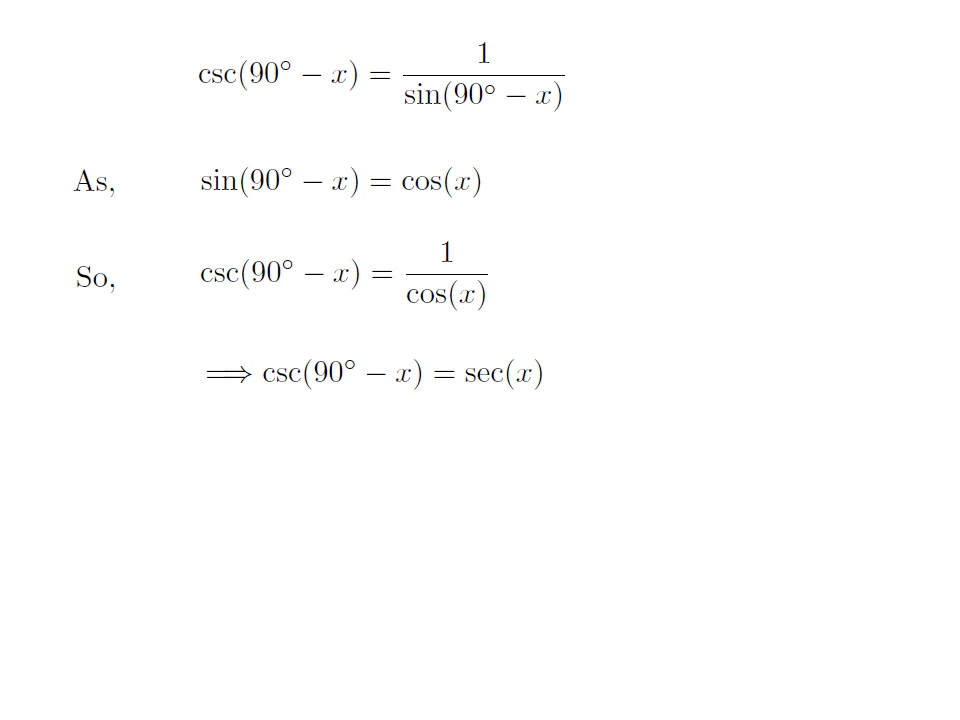 csc(90° − x) = 1/sin(90° − x)
As, sin(90° − x) = cos(x)
So, csc(90° − x) = 1/cos(x)
⟹ csc(90° − x) = sec(x)